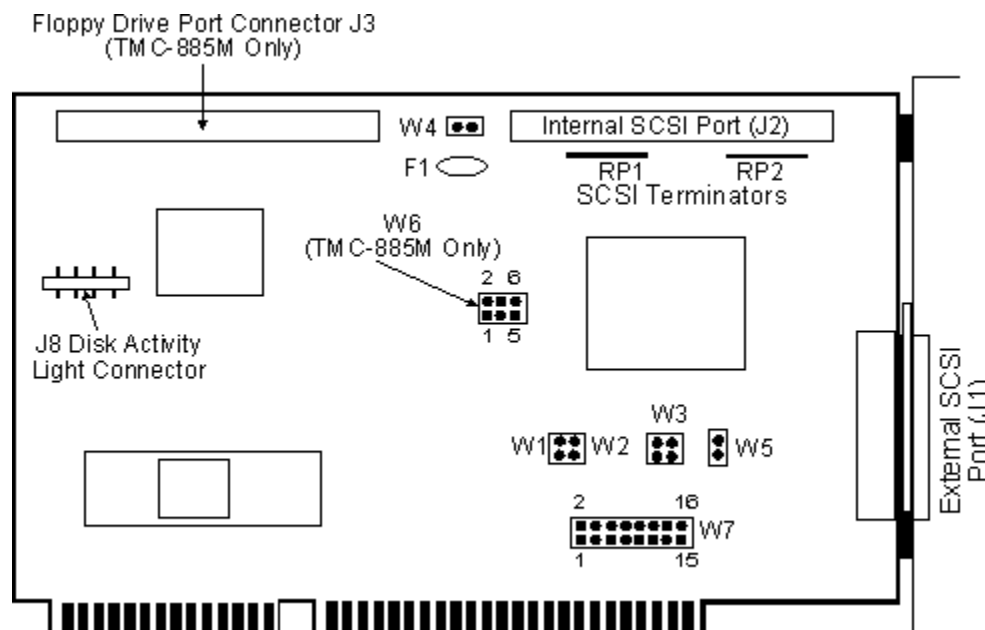 Floppy Drive Port Connector J3
(TMC-885M Only)
W4
Internal SCSI Port (J2)
F1
RP1
RP2
SCSI Terminators
W6
(TMC-885M Only)
2 6
1 5
J8 Disk Activity
Light Connector
W3
W1
W2
W5
External SCSI
Port (J1)
2 16
W7
1 15